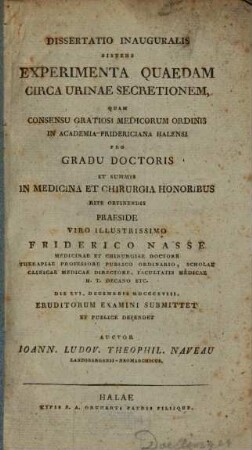 DISSERTATIO INAUGURALIS
SISTENS
EXPERIMENTA QUAEDAM
CIRCA URINAE SECRETIONEM,
QUAM
CONSENSU GRATIOSI MEDICORUM ORDINIS
IN ACADEMIA FRIDERICIANA HALENSI
PRO
GRADU DOCTORIS
ET SUMMIS
IN MEDICINA ET CHIRURGIA HONORIBUS
RITE OBTINENDIS
PRAESIDE
VIRO ILLUSTRISSIMO
FRIDERICO NASSE
MEDICINAE ET CHIRURGIAE DOCTORE
THERAPIAE PROFESSORE PUBLICO ORDINARIO, SCHOLAE
CLINICAE MEDICAE DIRECTORE, FACULTATIS MEDICAE
H. T. DECANO ETC.
DIE XVI. DECEMBRIS MDCCCXVIII.
ERUDITORUM EXAMINI SUBMITTET
ET PUBLICE DEFENDET
AUCTOR
IOANN. LUDOV. THEOPHIL. NAVEAU
HALAE
TYPIS F. A. GRUNERTI PATRIS FILIIQUE.